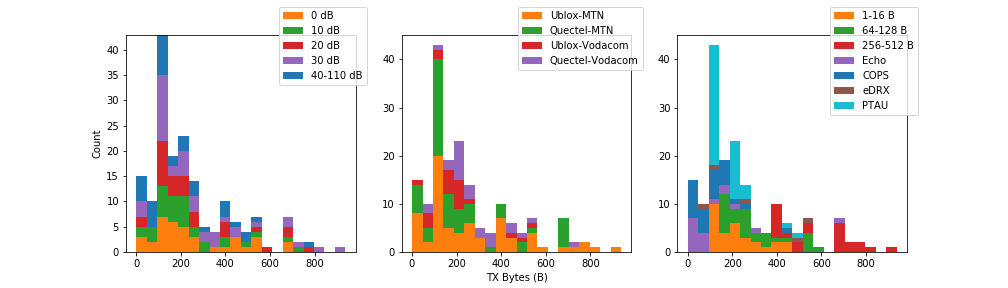 0 dB
10 dB
20 dB
30 dB
40-110 dB
Ublox-MTN
Quectel-MTN
Ublox-Vodacom
Quectel-Vodacom
1-16 B
64-128 B
256-512 B
Echo
COPS
eDRX
PTAU
Count
40
35
30
25
20
15
10
5
0
0 200 400 600 800
40
30
20
10
0
0 200 400 600 800
TX Bytes (B)
40
30
20
10
0
0 200 400 600 800